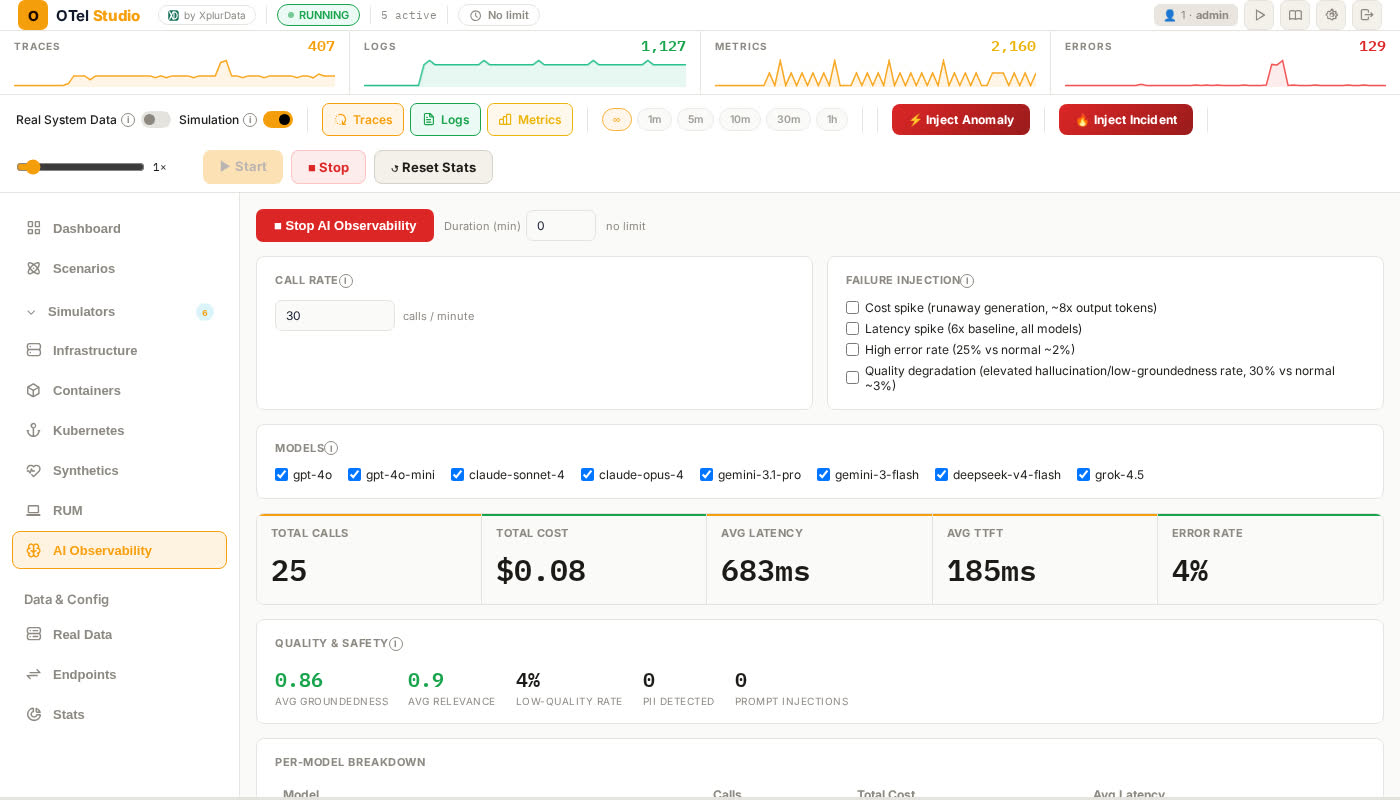 O OTel Studio by XplurData RUNNING 5 active No limit 1 · admin
TRACES 407 LOGS 1,127 METRICS 2,160 ERRORS 129
Real System Data i Simulation i Traces Logs Metrics ∞ 1m 5m 10m 30m 1h ⚡ Inject Anomaly 🔥 Inject Incident
1× ▶ Start ■ Stop ↺ Reset Stats
Dashboard
Scenarios
Simulators 6
Infrastructure
Containers
Kubernetes
Synthetics
RUM
AI Observability
Data & Config
Real Data
Endpoints
Stats
■ Stop AI Observability Duration (min) 0 no limit
CALL RATE i
30 calls / minute
FAILURE INJECTION i
Cost spike (runaway generation, ~8x output tokens)
Latency spike (6x baseline, all models)
High error rate (25% vs normal ~2%)
Quality degradation (elevated hallucination/low-groundedness rate, 30% vs normal
~3%)
MODELS i
gpt-4o gpt-4o-mini claude-sonnet-4 claude-opus-4 gemini-3.1-pro gemini-3-flash deepseek-v4-flash grok-4.5
TOTAL CALLS TOTAL COST AVG LATENCY AVG TTFT ERROR RATE
25 $0.08 683ms 185ms 4%
QUALITY & SAFETY i
0.86 0.9 4% 0 0
AVG GROUNDEDNESS AVG RELEVANCE LOW-QUALITY RATE PII DETECTED PROMPT INJECTIONS
PER-MODEL BREAKDOWN
Model Calls Total Cost Avg Latency